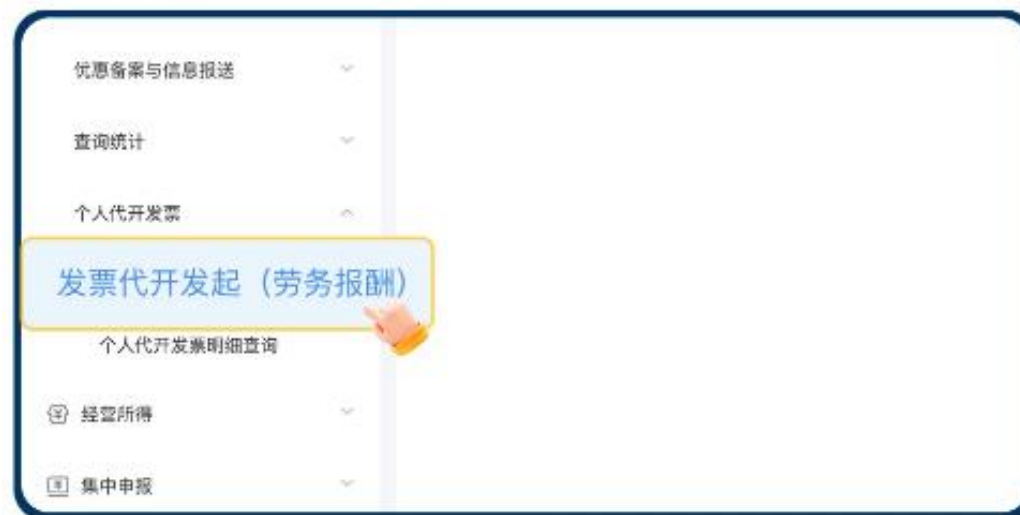 优惠备案与信息报送
查询统计
个人代开发票
发票代开发起（劳务报酬）
个人代开发票明细查询
经营所得
集中申报